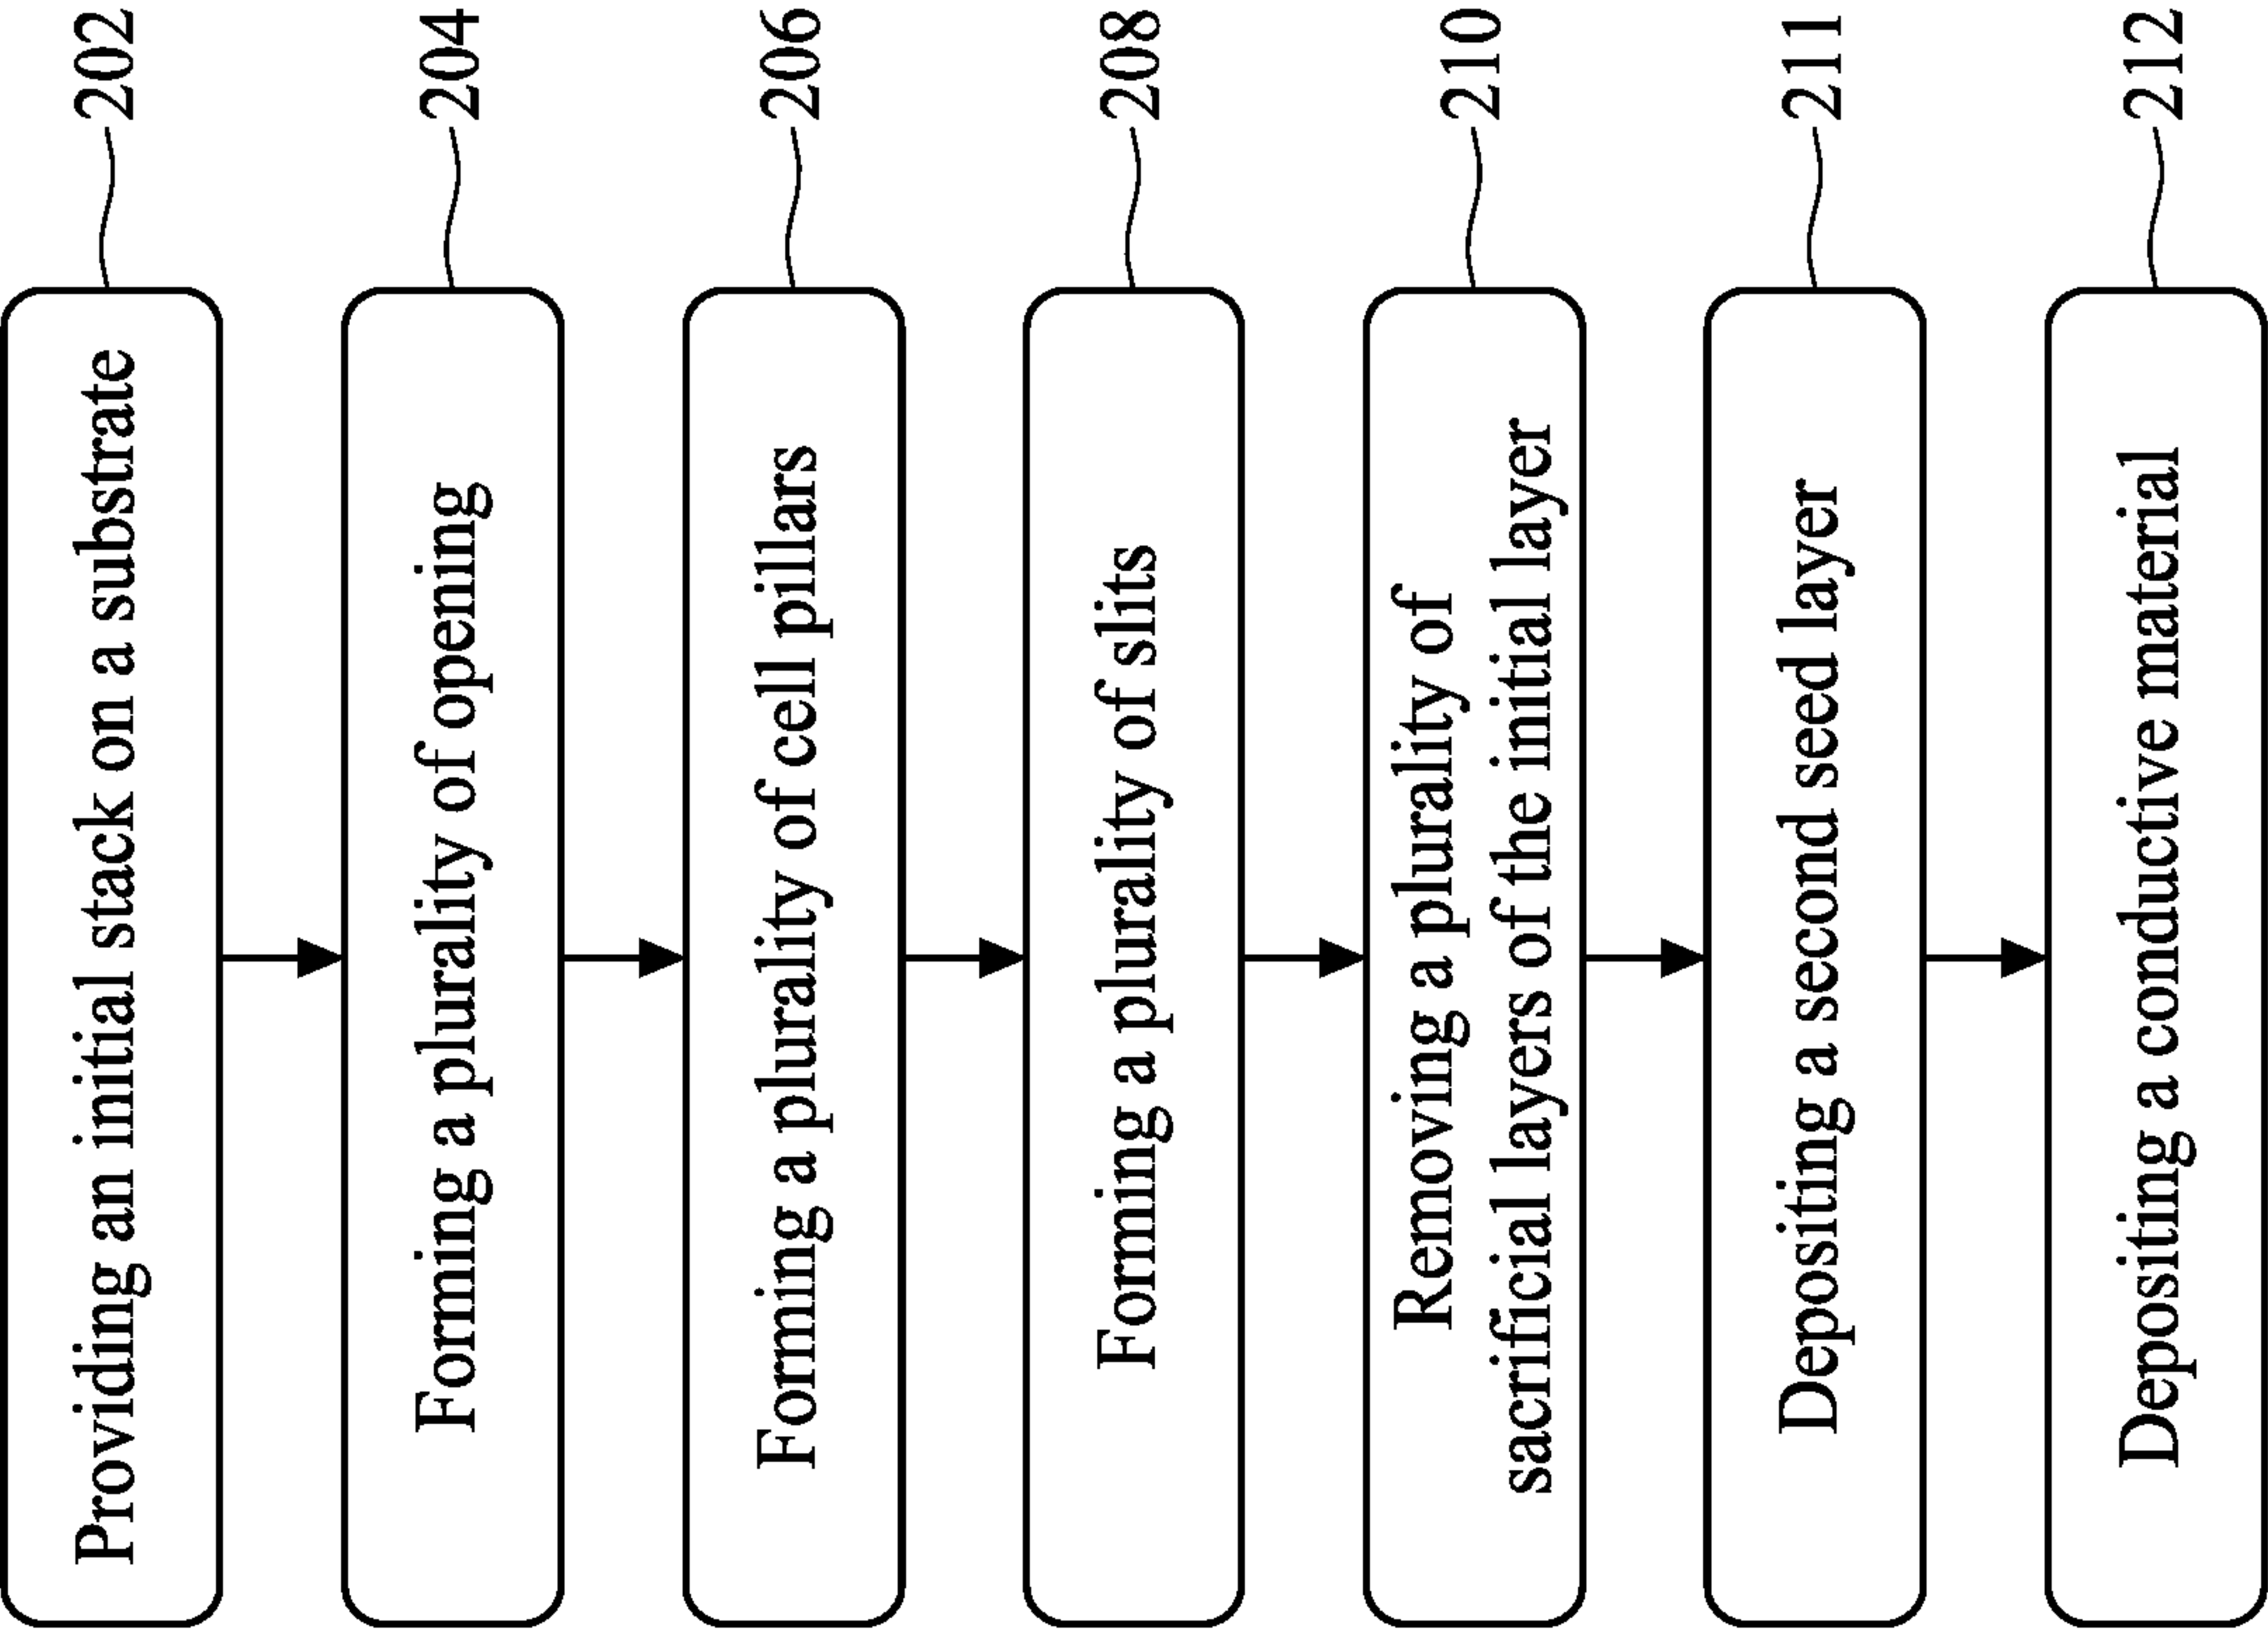 Providing an initial stack on a substrate
202
Forming a plurality of opening
204
Forming a plurality of cell pillars
206
Forming a plurality of slits
208
Removing a plurality of
sacrificial layers of the initial layer
210
Depositing a second seed layer
211
Depositing a conductive material
212